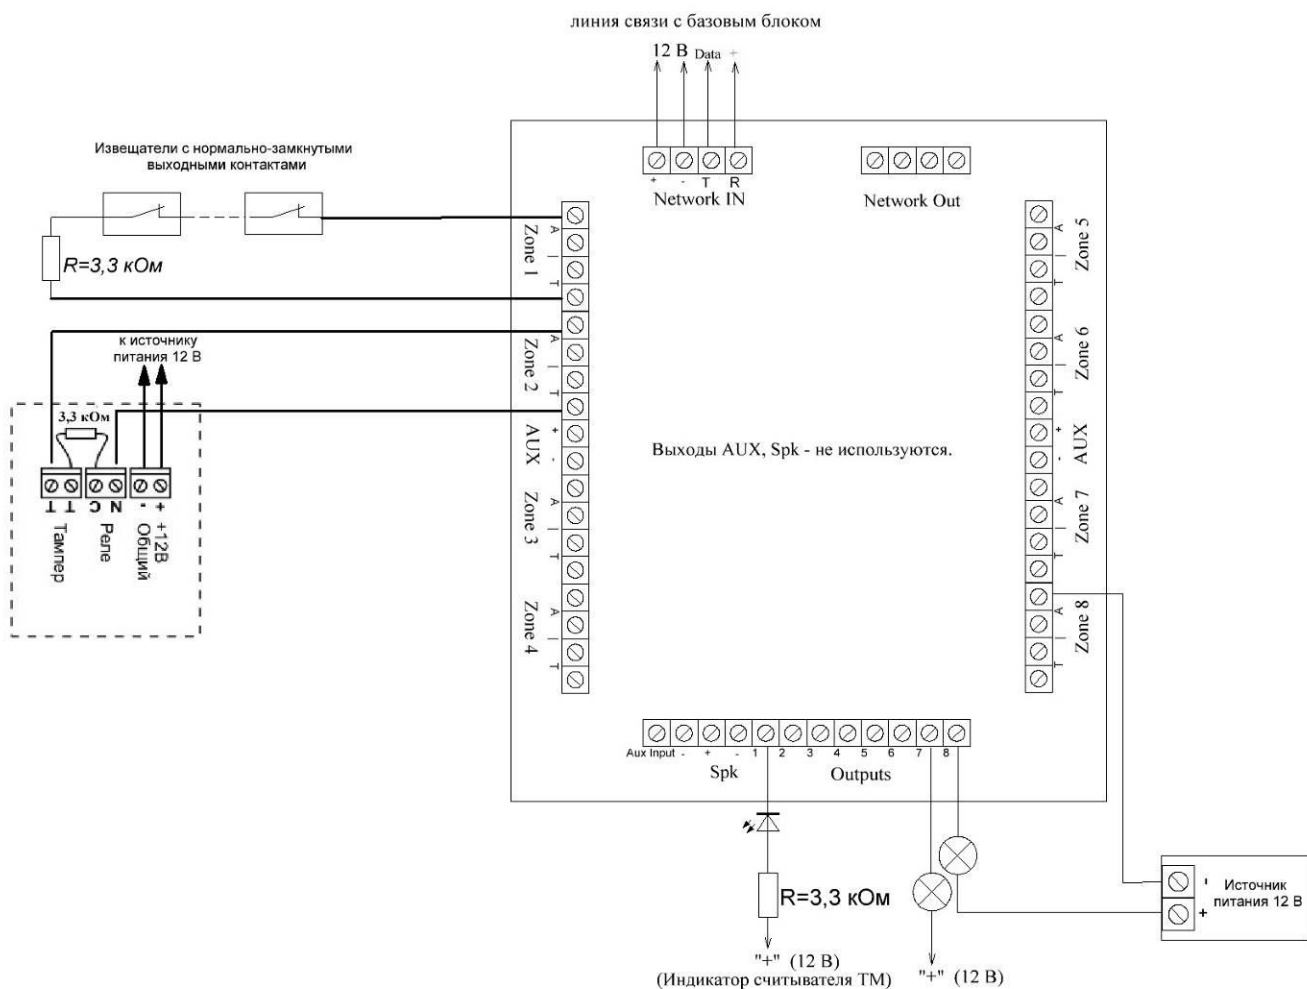 линия связи с базовым блоком
12 В Data +
+ - T R
Network IN
Network Out
Извещатели с нормально-замкнутыми
выходными контактами
R=3,3 кОм
A I T
Zone 1
A I T
Zone 2
к источнику
питания 12 В
3,3 кОм
T T C N - +
Тампер
Реле
Общий
+12В
+ -
AUX
A I T
Zone 3
A I T
Zone 4
Выходы AUX, Spk - не используются.
A I T
Zone 5
A I T
Zone 6
+ -
AUX
A I T
Zone 7
A I T
Zone 8
Aux Input - + - 1 2 3 4 5 6 7 8
Spk
Outputs
R=3,3 кОм
"+" (12 В)
(Индикатор считывателя ТМ)
"+" (12 В)
-
+
Источник
питания 12 В